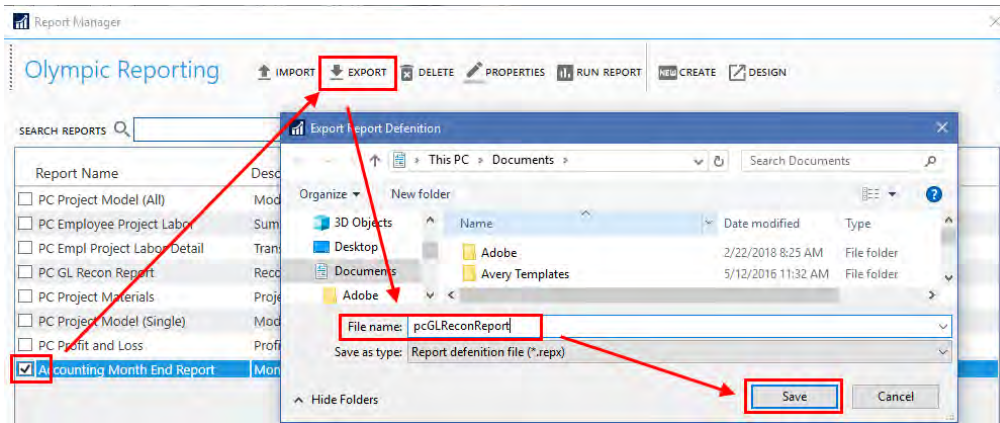 Report Manager
Olympic Reporting IMPORT EXPORT DELETE PROPERTIES RUN REPORT NEW CREATE DESIGN
SEARCH REPORTS
Export Report Defenition
This PC > Documents >
Search Documents
Organize New folder
3D Objects
Desktop
Documents
Adobe
Name Date modified Type
Adobe 2/22/2018 8:25 AM File folder
Avery Templates 5/12/2016 11:32 AM File folder
File name: pcGLReconReport
Save as type: Report defenition file (*.repx)
Hide Folders
Save Cancel
Report Name Desc
PC Project Model (All) Mod
PC Employee Project Labor Sum
PC Empl Project Labor Detail Trans
PC GL Recon Report Reco
PC Project Materials Proje
PC Project Model (Single) Mod
PC Profit and Loss Profi
Accounting Month End Report Mon